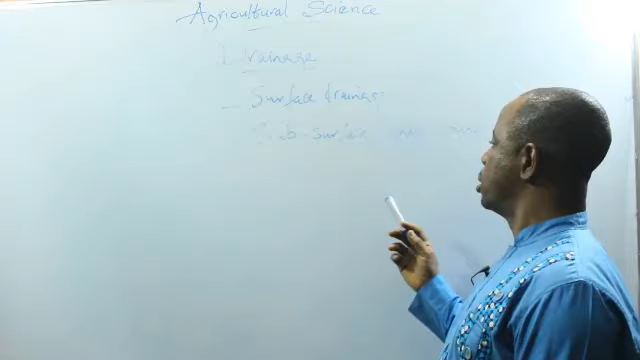 Agricultural Science
Drainage
- Surface drainage
Sub-surface